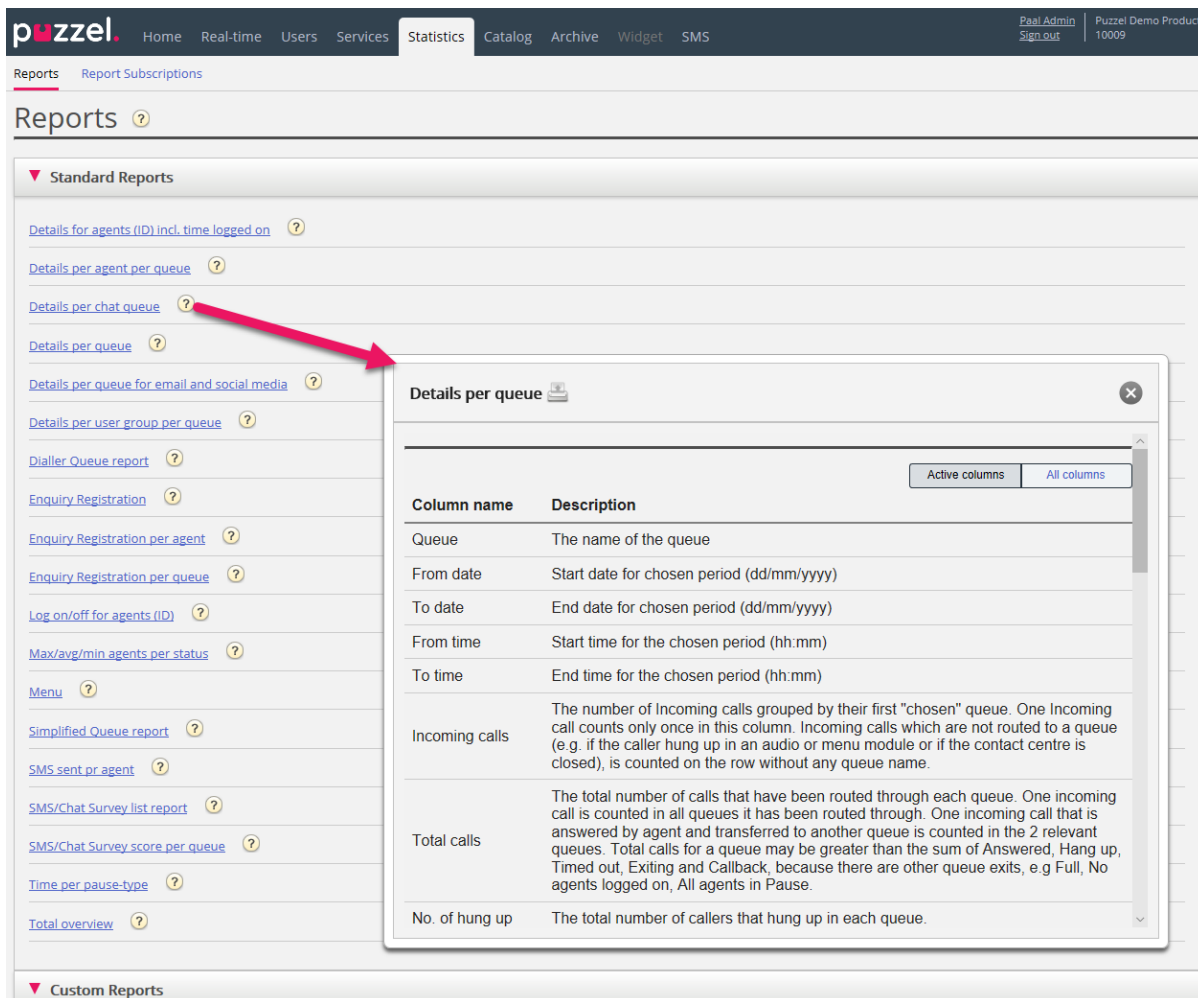 puzzel.
Home Real-time Users Services Statistics Catalog Archive Widget SMS
Paal Admin
Sign out
Puzzel Demo Product
10009
Reports Report Subscriptions
Reports ?
Standard Reports
Details for agents (ID) incl. time logged on ?
Details per agent per queue ?
Details per chat queue ?
Details per queue ?
Details per queue for email and social media ?
Details per user group per queue ?
Dialler Queue report ?
Enquiry Registration ?
Enquiry Registration per agent ?
Enquiry Registration per queue ?
Log on/off for agents (ID) ?
Max/avg/min agents per status ?
Menu ?
Simplified Queue report ?
SMS sent pr agent ?
SMS/Chat Survey list report ?
SMS/Chat Survey score per queue ?
Time per pause-type ?
Total overview ?
Custom Reports
Details per queue
Active columns All columns
Column name Description
Queue The name of the queue
From date Start date for chosen period (dd/mm/yyyy)
To date End date for chosen period (dd/mm/yyyy)
From time Start time for the chosen period (hh:mm)
To time End time for the chosen period (hh:mm)
Incoming calls
The number of Incoming calls grouped by their first "chosen" queue. One Incoming
call counts only once in this column. Incoming calls which are not routed to a queue
(e.g. if the caller hung up in an audio or menu module or if the contact centre is
closed), is counted on the row without any queue name.
Total calls
The total number of calls that have been routed through each queue. One incoming
call is counted in all queues it has been routed through. One incoming call that is
answered by agent and transferred to another queue is counted in the 2 relevant
queues. Total calls for a queue may be greater than the sum of Answered, Hang up,
Timed out, Exiting and Callback, because there are other queue exits, e.g Full, No
agents logged on, All agents in Pause.
No. of hung up The total number of callers that hung up in each queue.